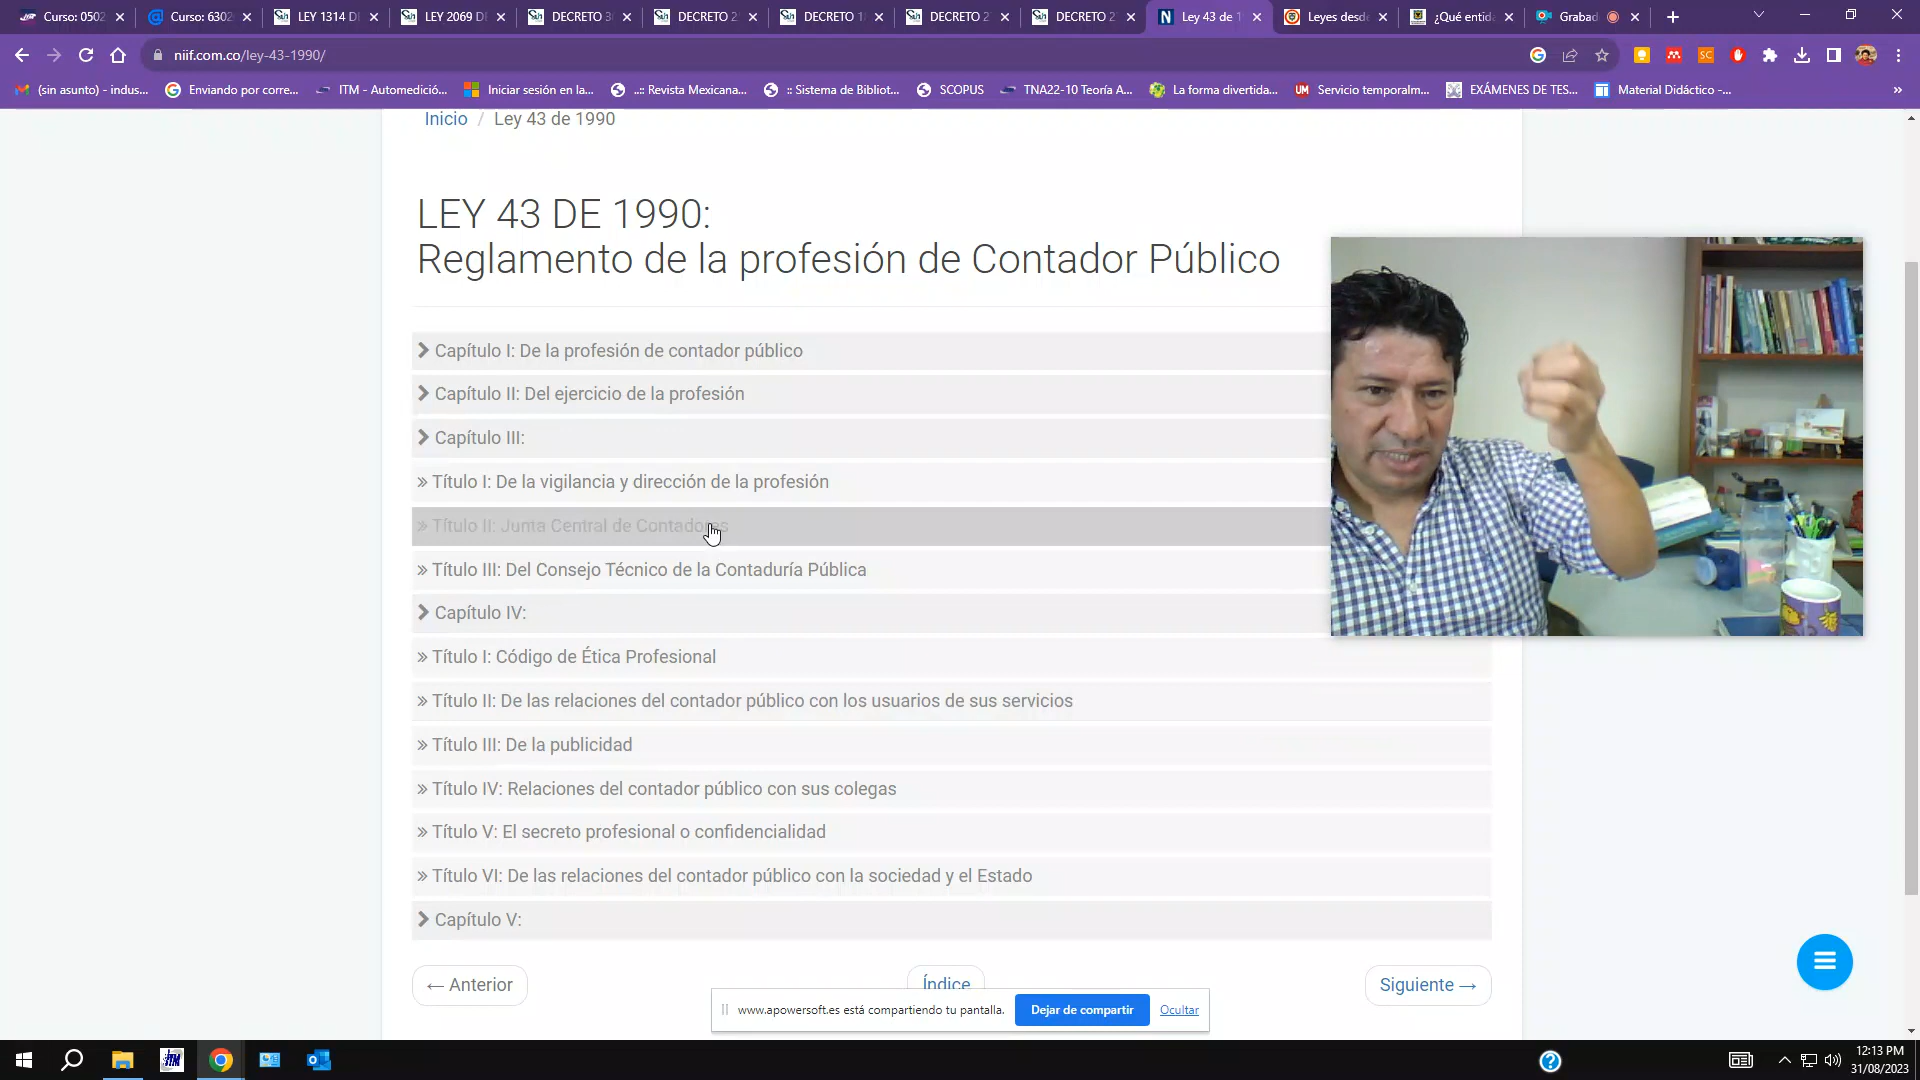 Curso: 0502
Curso: 6302
LEY 1314 D
LEY 2069 D
DECRETO 3
DECRETO 2
DECRETO 1
DECRETO 2
DECRETO 2
Ley 43 de 1
Leyes desd
¿Qué entid
Grabad
niif.com.co/ley-43-1990/
(sin asunto) - indus...
Enviando por corre...
ITM - Automedició...
Iniciar sesión en la...
..:: Revista Mexicana...
:: Sistema de Bibliot...
SCOPUS
TNA22-10 Teoría A...
La forma divertida...
UM Servicio temporalm...
EXÁMENES DE TES...
Material Didáctico -...
Inicio / Ley 43 de 1990
LEY 43 DE 1990:
Reglamento de la profesión de Contador Público
Capítulo I: De la profesión de contador público
Capítulo II: Del ejercicio de la profesión
Capítulo III:
Título I: De la vigilancia y dirección de la profesión
Título II: Junta Central de Contadores
Título III: Del Consejo Técnico de la Contaduría Pública
Capítulo IV:
Título I: Código de Ética Profesional
Título II: De las relaciones del contador público con los usuarios de sus servicios
Título III: De la publicidad
Título IV: Relaciones del contador público con sus colegas
Título V: El secreto profesional o confidencialidad
Título VI: De las relaciones del contador público con la sociedad y el Estado
Capítulo V:
← Anterior
Índice
Siguiente →
www.apowersoft.es está compartiendo tu pantalla.
Dejar de compartir
Ocultar
12:13 PM
31/08/2023